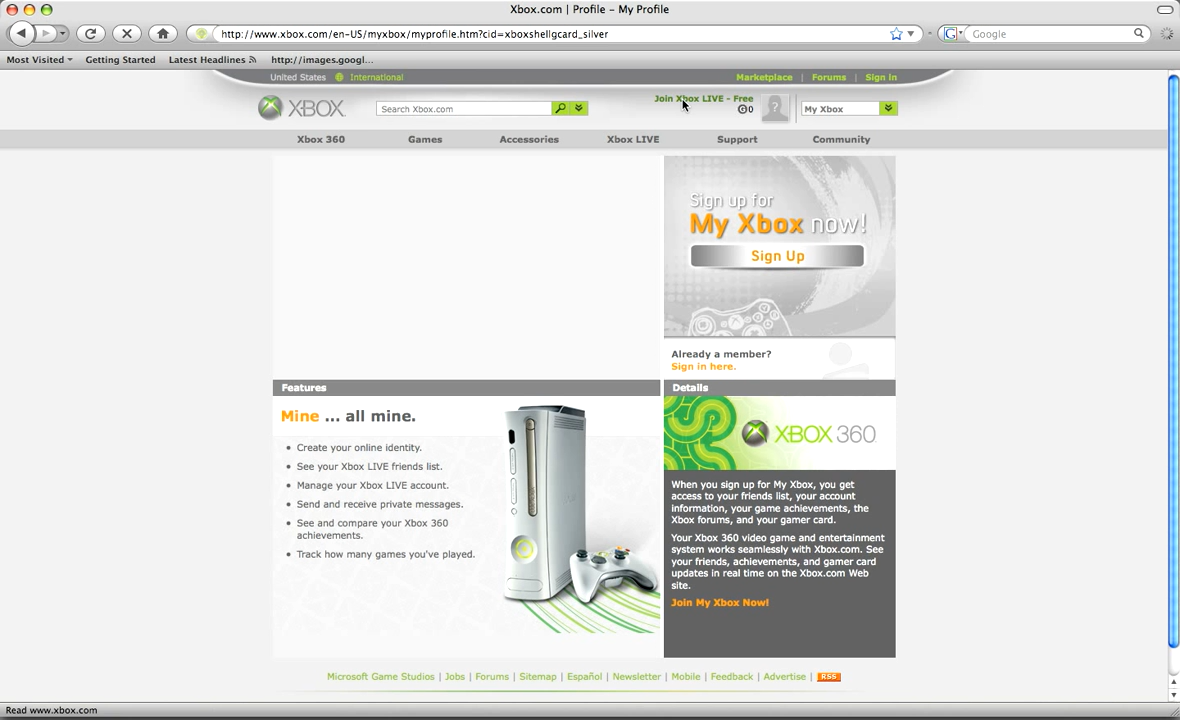 Xbox.com | Profile - My Profile
http://www.xbox.com/en-US/myxbox/myprofile.htm?cid=xboxshellgcard_silver
Google
Most Visited Getting Started Latest Headlines http://images.googl...
United States International Marketplace | Forums | Sign In
XBOX Search Xbox.com Join Xbox LIVE - Free
G 0 ? My Xbox
Xbox 360 Games Accessories Xbox LIVE Support Community
Sign up for
My Xbox now!
Sign Up
Already a member?
Sign in here.
Features
Mine ... all mine.
• Create your online identity.
• See your Xbox LIVE friends list.
• Manage your Xbox LIVE account.
• Send and receive private messages.
• See and compare your Xbox 360
achievements.
• Track how many games you've played.
Details
XBOX 360
When you sign up for My Xbox, you get
access to your friends list, your account
information, your game achievements, the
Xbox forums, and your gamer card.
Your Xbox 360 video game and entertainment
system works seamlessly with Xbox.com. See
your friends, achievements, and gamer card
updates in real time on the Xbox.com Web
site.
Join My Xbox Now!
Microsoft Game Studios | Jobs | Forums | Sitemap | Español | Newsletter | Mobile | Feedback | Advertise | RSS
Read www.xbox.com